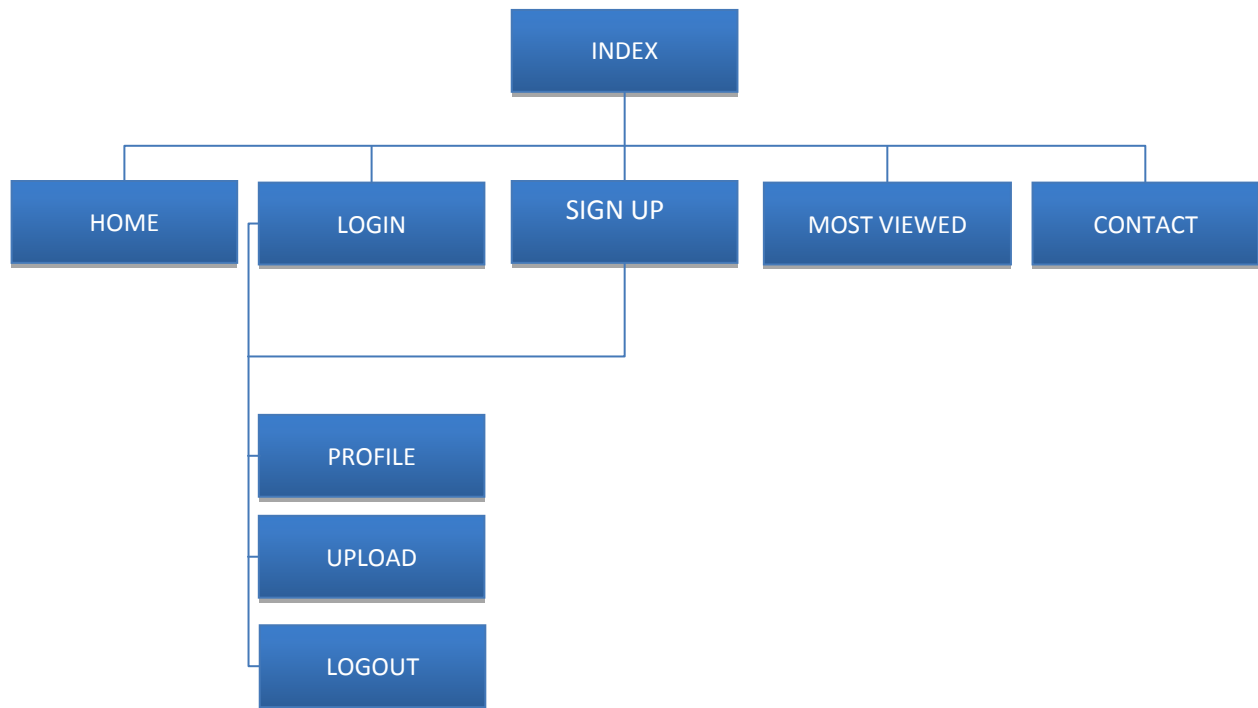 INDEX
HOME
LOGIN
SIGN UP
MOST VIEWED
CONTACT
PROFILE
UPLOAD
LOGOUT